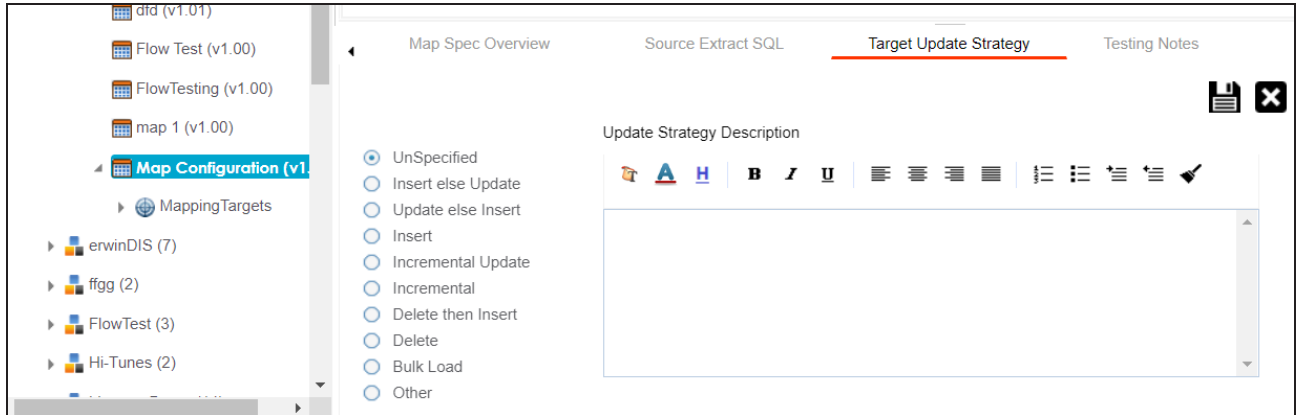 dfd (v1.01)
Flow Test (v1.00)
FlowTesting (v1.00)
map 1 (v1.00)
Map Configuration (v1.
MappingTargets
erwinDIS (7)
ffgg (2)
FlowTest (3)
Hi-Tunes (2)
Map Spec Overview
Source Extract SQL
Target Update Strategy
Testing Notes
UnSpecified
Insert else Update
Update else Insert
Insert
Incremental Update
Incremental
Delete then Insert
Delete
Bulk Load
Other
Update Strategy Description
A H B I U